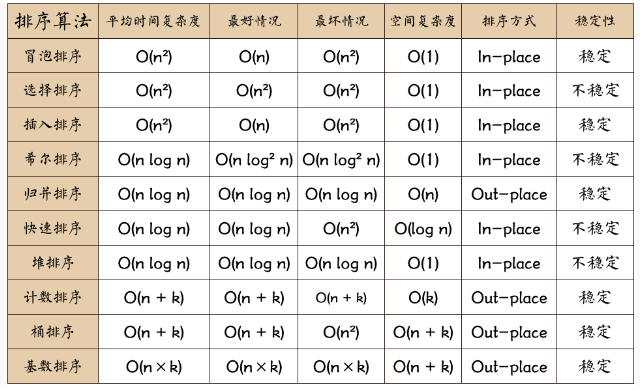 排序算法 平均时间复杂度 最好情况 最坏情况 空间复杂度 排序方式 稳定性
冒泡排序 O(n²) O(n) O(n²) O(1) In-place 稳定
选择排序 O(n²) O(n²) O(n²) O(1) In-place 不稳定
插入排序 O(n²) O(n) O(n²) O(1) In-place 稳定
希尔排序 O(n log n) O(n log² n) O(n log² n) O(1) In-place 不稳定
归并排序 O(n log n) O(n log n) O(n log n) O(n) Out-place 稳定
快速排序 O(n log n) O(n log n) O(n²) O(log n) In-place 不稳定
堆排序 O(n log n) O(n log n) O(n log n) O(1) In-place 不稳定
计数排序 O(n + k) O(n + k) O(n + k) O(k) Out-place 稳定
桶排序 O(n + k) O(n + k) O(n²) O(n + k) Out-place 稳定
基数排序 O(n×k) O(n×k) O(n×k) O(n + k) Out-place 稳定